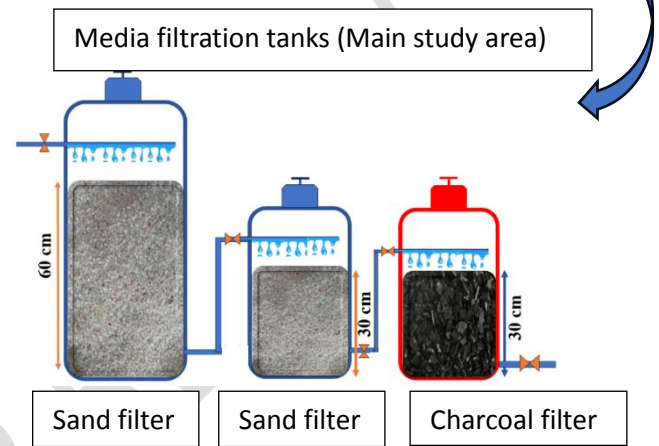 Media filtration tanks (Main study area)
60 cm
30 cm
30 cm
Sand filter
Sand filter
Charcoal filter